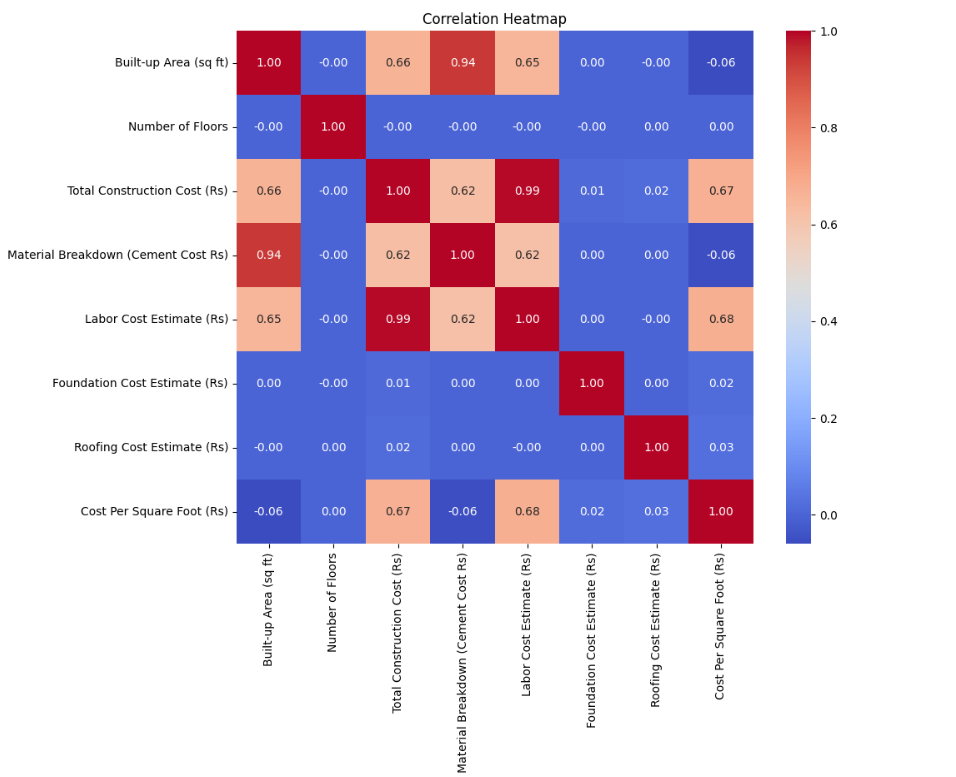 Correlation Heatmap
Built-up Area (sq ft) 1.00 -0.00 0.66 0.94 0.65 0.00 -0.00 -0.06
Number of Floors -0.00 1.00 -0.00 -0.00 -0.00 -0.00 0.00 0.00
Total Construction Cost (Rs) 0.66 -0.00 1.00 0.62 0.99 0.01 0.02 0.67
Material Breakdown (Cement Cost Rs) 0.94 -0.00 0.62 1.00 0.62 0.00 0.00 -0.06
Labor Cost Estimate (Rs) 0.65 -0.00 0.99 0.62 1.00 0.00 -0.00 0.68
Foundation Cost Estimate (Rs) 0.00 -0.00 0.01 0.00 0.00 1.00 0.00 0.02
Roofing Cost Estimate (Rs) -0.00 0.00 0.02 0.00 -0.00 0.00 1.00 0.03
Cost Per Square Foot (Rs) -0.06 0.00 0.67 -0.06 0.68 0.02 0.03 1.00
Built-up Area (sq ft)
Number of Floors
Total Construction Cost (Rs)
Material Breakdown (Cement Cost Rs)
Labor Cost Estimate (Rs)
Foundation Cost Estimate (Rs)
Roofing Cost Estimate (Rs)
Cost Per Square Foot (Rs)
1.0
0.8
0.6
0.4
0.2
0.0